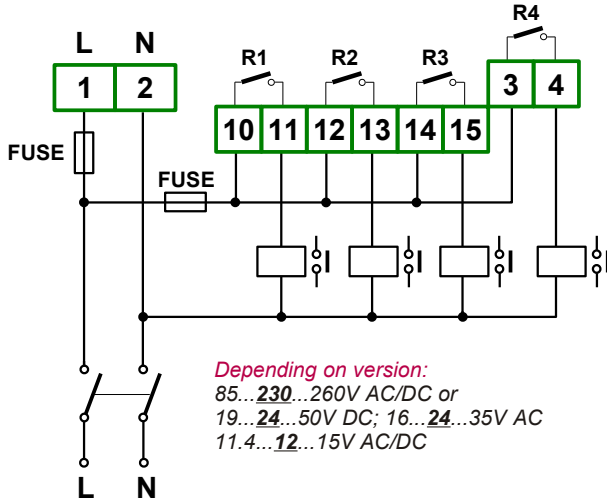 R4
L N R1 R2 R3
1 2 3 4
10 11 12 13 14 15
FUSE
FUSE
Depending on version:
85...230...260V AC/DC or
19...24...50V DC; 16...24...35V AC
11.4...12...15V AC/DC
L N